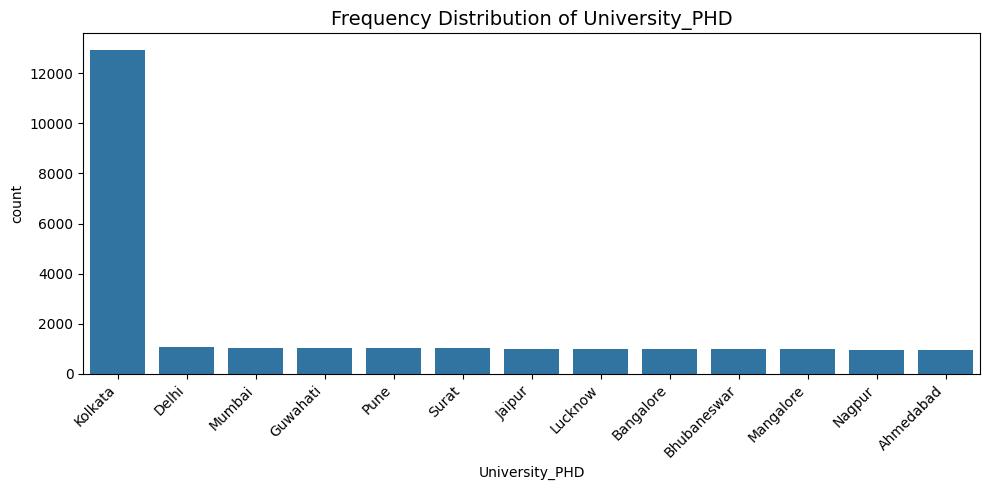 Frequency Distribution of University_PHD
count
12000
10000
8000
6000
4000
2000
0
Kolkata
Delhi
Mumbai
Guwahati
Pune
Surat
Jaipur
Lucknow
Bangalore
Bhubaneswar
Mangalore
Nagpur
Ahmedabad
University_PHD